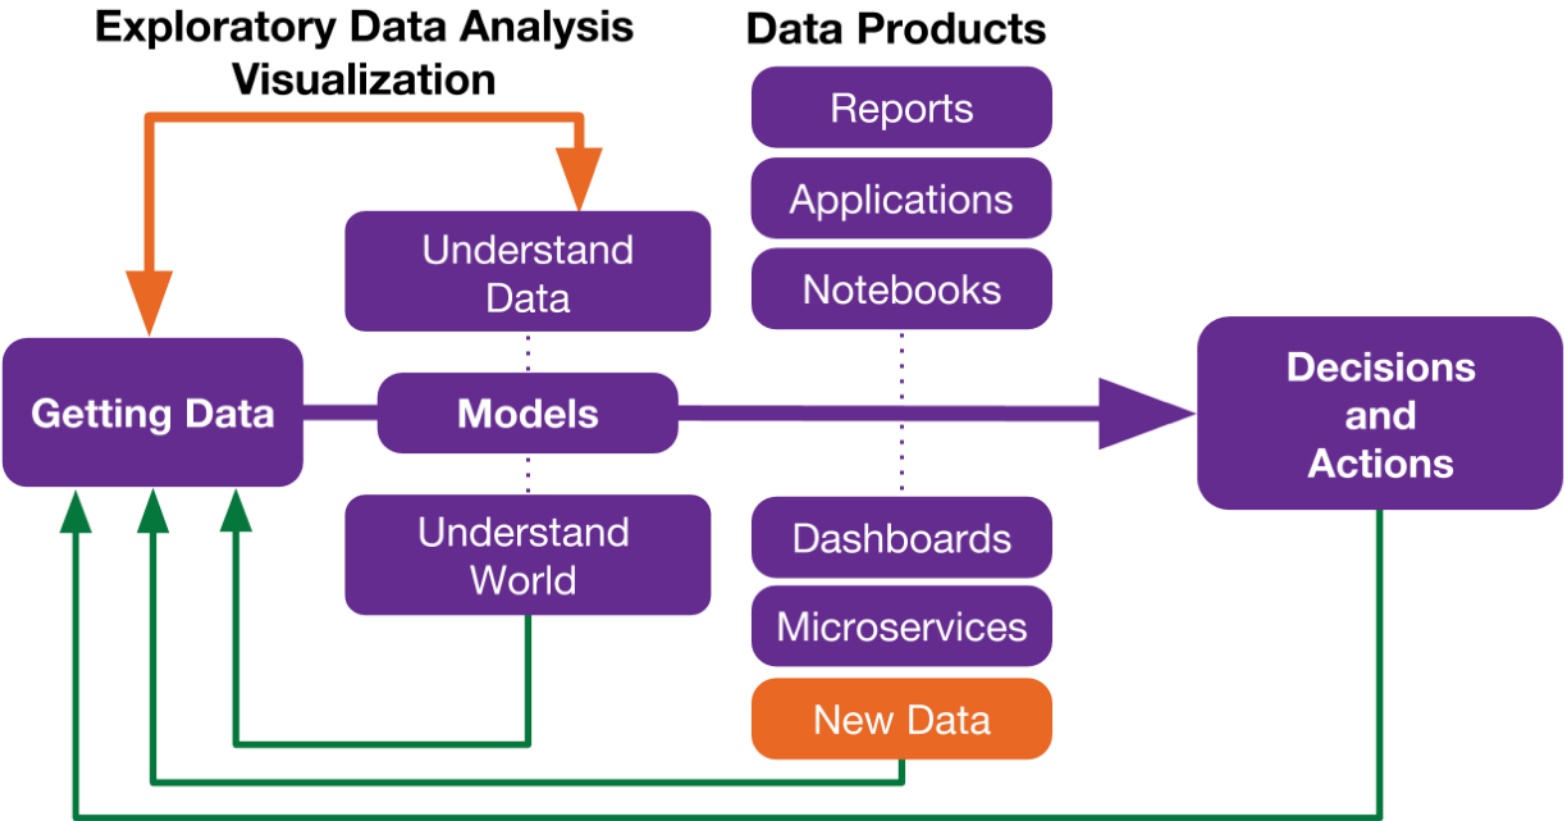 Exploratory Data Analysis
Visualization
Data Products
Reports
Applications
Notebooks
Understand
Data
Getting Data
Models
Decisions
and
Actions
Understand
World
Dashboards
Microservices
New Data